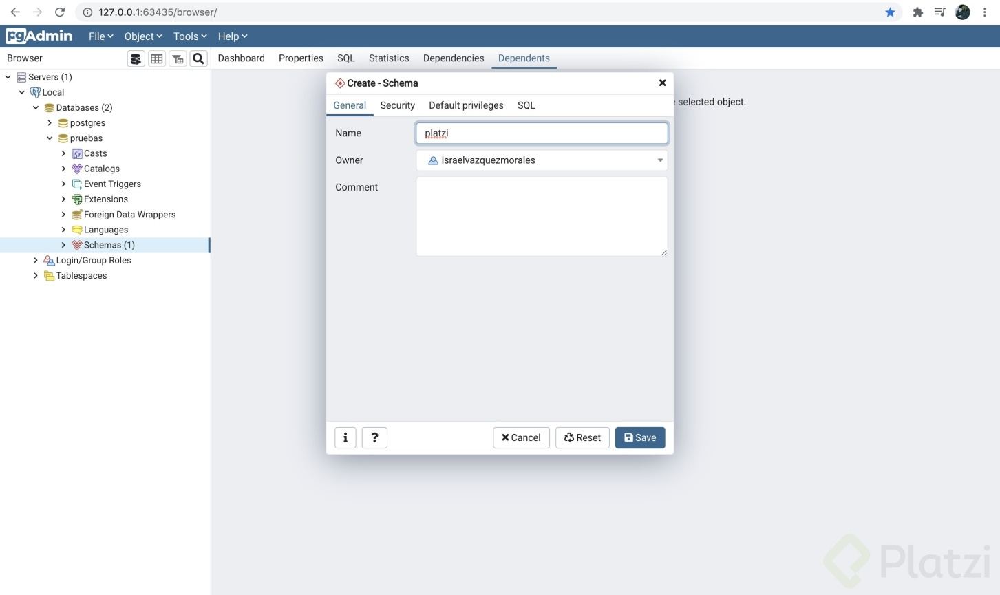 127.0.0.1:63435/browser/
pgAdmin File Object Tools Help
Browser
Dashboard Properties SQL Statistics Dependencies Dependents
Servers (1)
Local
Databases (2)
postgres
pruebas
Casts
Catalogs
Event Triggers
Extensions
Foreign Data Wrappers
Languages
Schemas (1)
Login/Group Roles
Tablespaces
selected object.
Create - Schema
General Security Default privileges SQL
Name platzi
Owner israelvazquezmorales
Comment
i ? Cancel Reset Save
Platzi